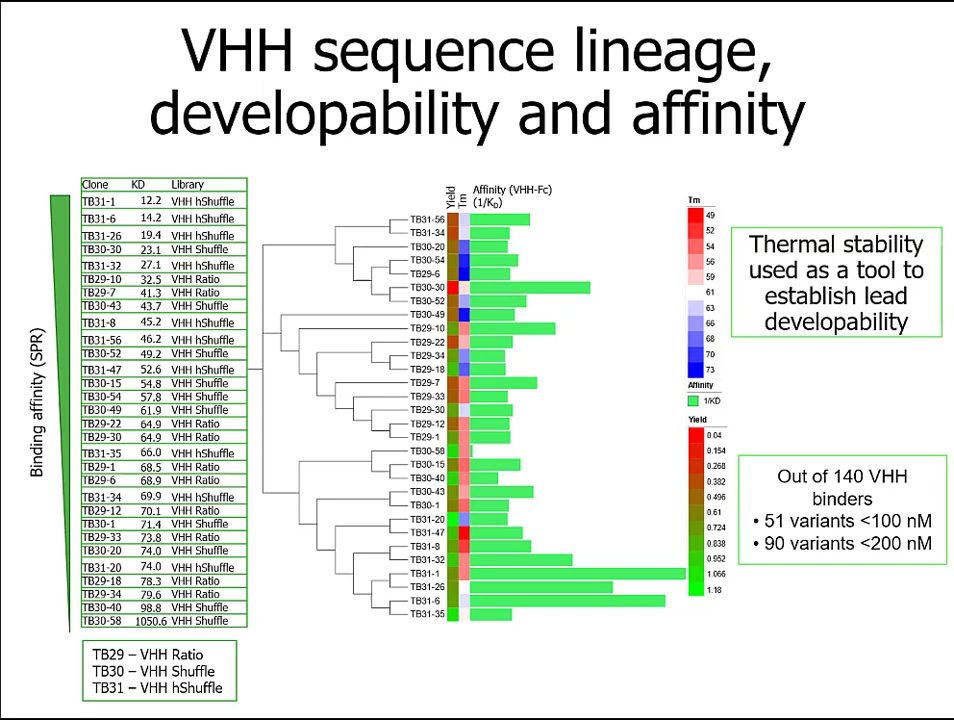 VHH sequence lineage,
developability and affinity
Binding affinity (SPR)
Clone KD Library
TB31-1 12.2 VHH hShuffle
TB31-6 14.2 VHH hShuffle
TB31-26 19.4 VHH hShuffle
TB30-30 23.1 VHH Shuffle
TB31-32 27.1 VHH hShuffle
TB29-10 32.5 VHH Ratio
TB29-7 41.3 VHH Ratio
TB30-43 43.7 VHH Shuffle
TB31-8 45.2 VHH hShuffle
TB31-56 46.2 VHH hShuffle
TB30-52 49.2 VHH Shuffle
TB31-47 52.6 VHH hShuffle
TB30-15 54.8 VHH Shuffle
TB30-54 57.8 VHH Shuffle
TB30-49 61.9 VHH Shuffle
TB29-22 64.9 VHH Ratio
TB29-30 64.9 VHH Ratio
TB31-35 66.0 VHH hShuffle
TB29-1 68.5 VHH Ratio
TB29-6 68.9 VHH Ratio
TB31-34 69.9 VHH hShuffle
TB29-12 70.1 VHH Ratio
TB30-1 71.4 VHH Shuffle
TB29-33 73.8 VHH Ratio
TB30-20 74.0 VHH Shuffle
TB31-20 74.0 VHH hShuffle
TB29-18 78.3 VHH Ratio
TB29-34 79.6 VHH Ratio
TB30-40 98.8 VHH Shuffle
TB30-58 1050.6 VHH Shuffle
TB29 – VHH Ratio
TB30 – VHH Shuffle
TB31 – VHH hShuffle
Yield
Tm
Affinity (VHH-Fc)
(1/KD)
TB31-56
TB31-34
TB30-20
TB30-54
TB29-6
TB30-30
TB30-52
TB30-49
TB29-10
TB29-22
TB29-34
TB29-18
TB29-7
TB29-33
TB29-30
TB29-12
TB29-1
TB30-58
TB30-15
TB30-40
TB30-43
TB30-1
TB31-20
TB31-47
TB31-8
TB31-32
TB31-1
TB31-26
TB31-6
TB31-35
Tm
49
52
54
56
59
61
63
66
68
70
73
Affinity
1/KD
Yield
0.04
0.154
0.268
0.382
0.496
0.61
0.724
0.838
0.952
1.066
1.18
Thermal stability
used as a tool to
establish lead
developability
Out of 140 VHH
binders
• 51 variants <100 nM
• 90 variants <200 nM